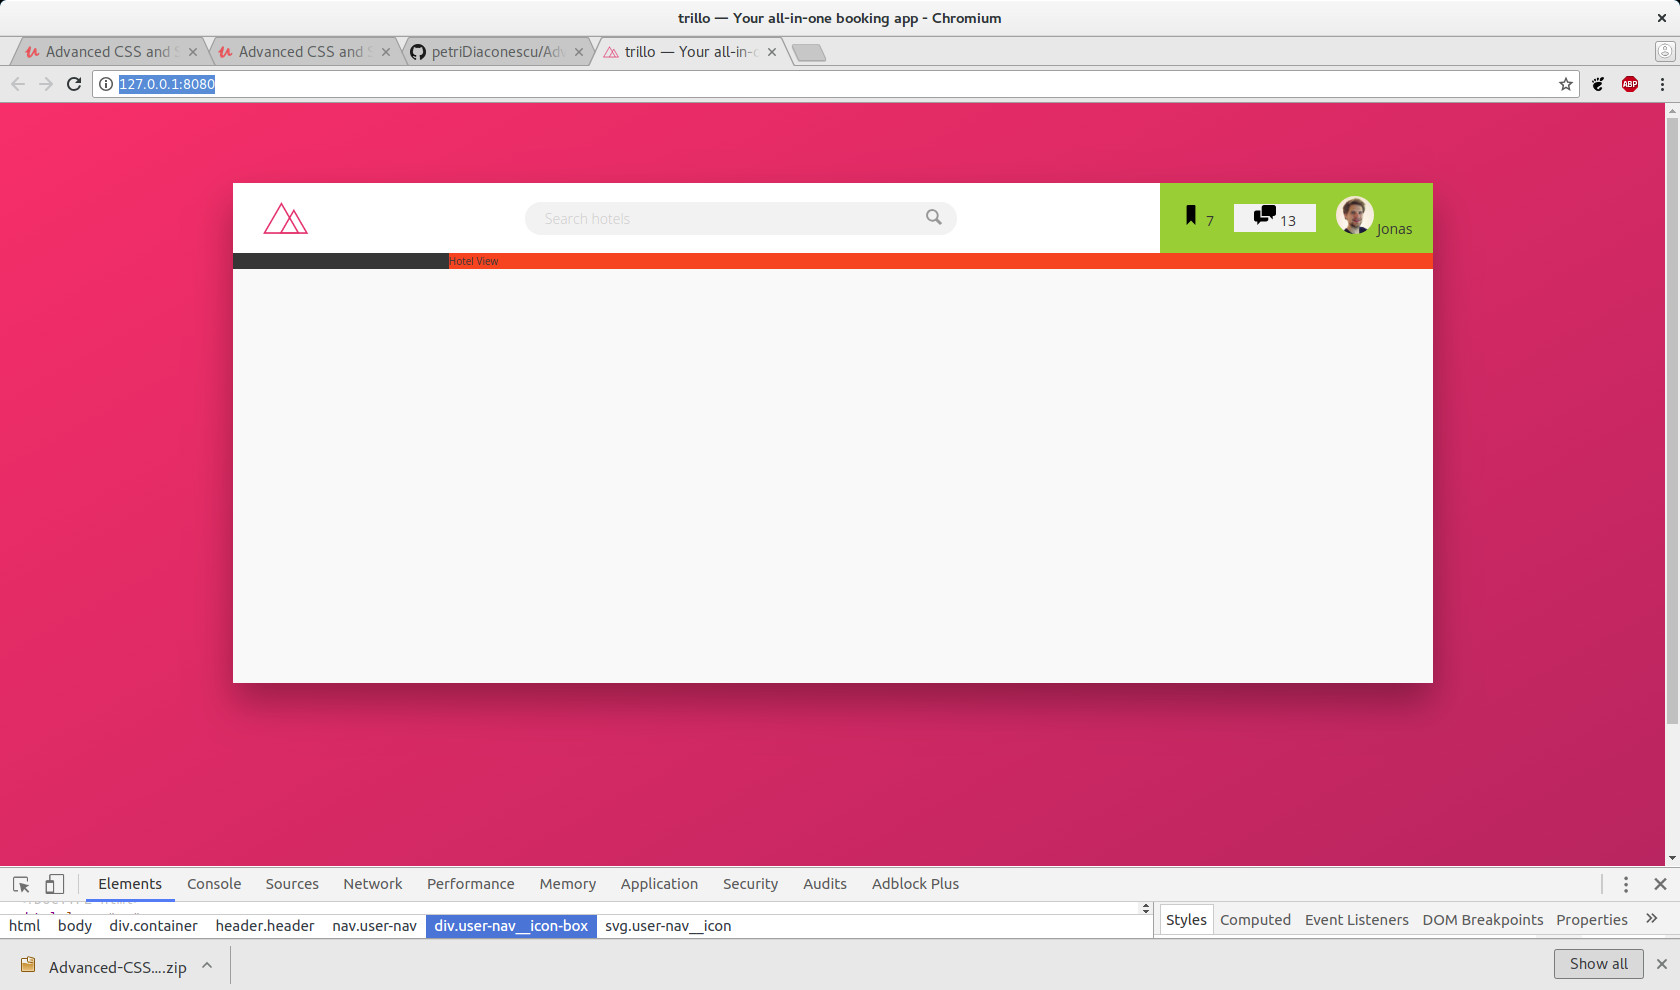 trillo — Your all-in-one booking app - Chromium
Advanced CSS and S
Advanced CSS and S
petriDiaconescu/Adv
trillo — Your all-in-o
127.0.0.1:8080
ABP
Search hotels
7
13
Jonas
Hotel View
Elements Console Sources Network Performance Memory Application Security Audits Adblock Plus
html body div.container header.header nav.user-nav div.user-nav__icon-box svg.user-nav__icon
Styles Computed Event Listeners DOM Breakpoints Properties »
Advanced-CSS....zip
Show all